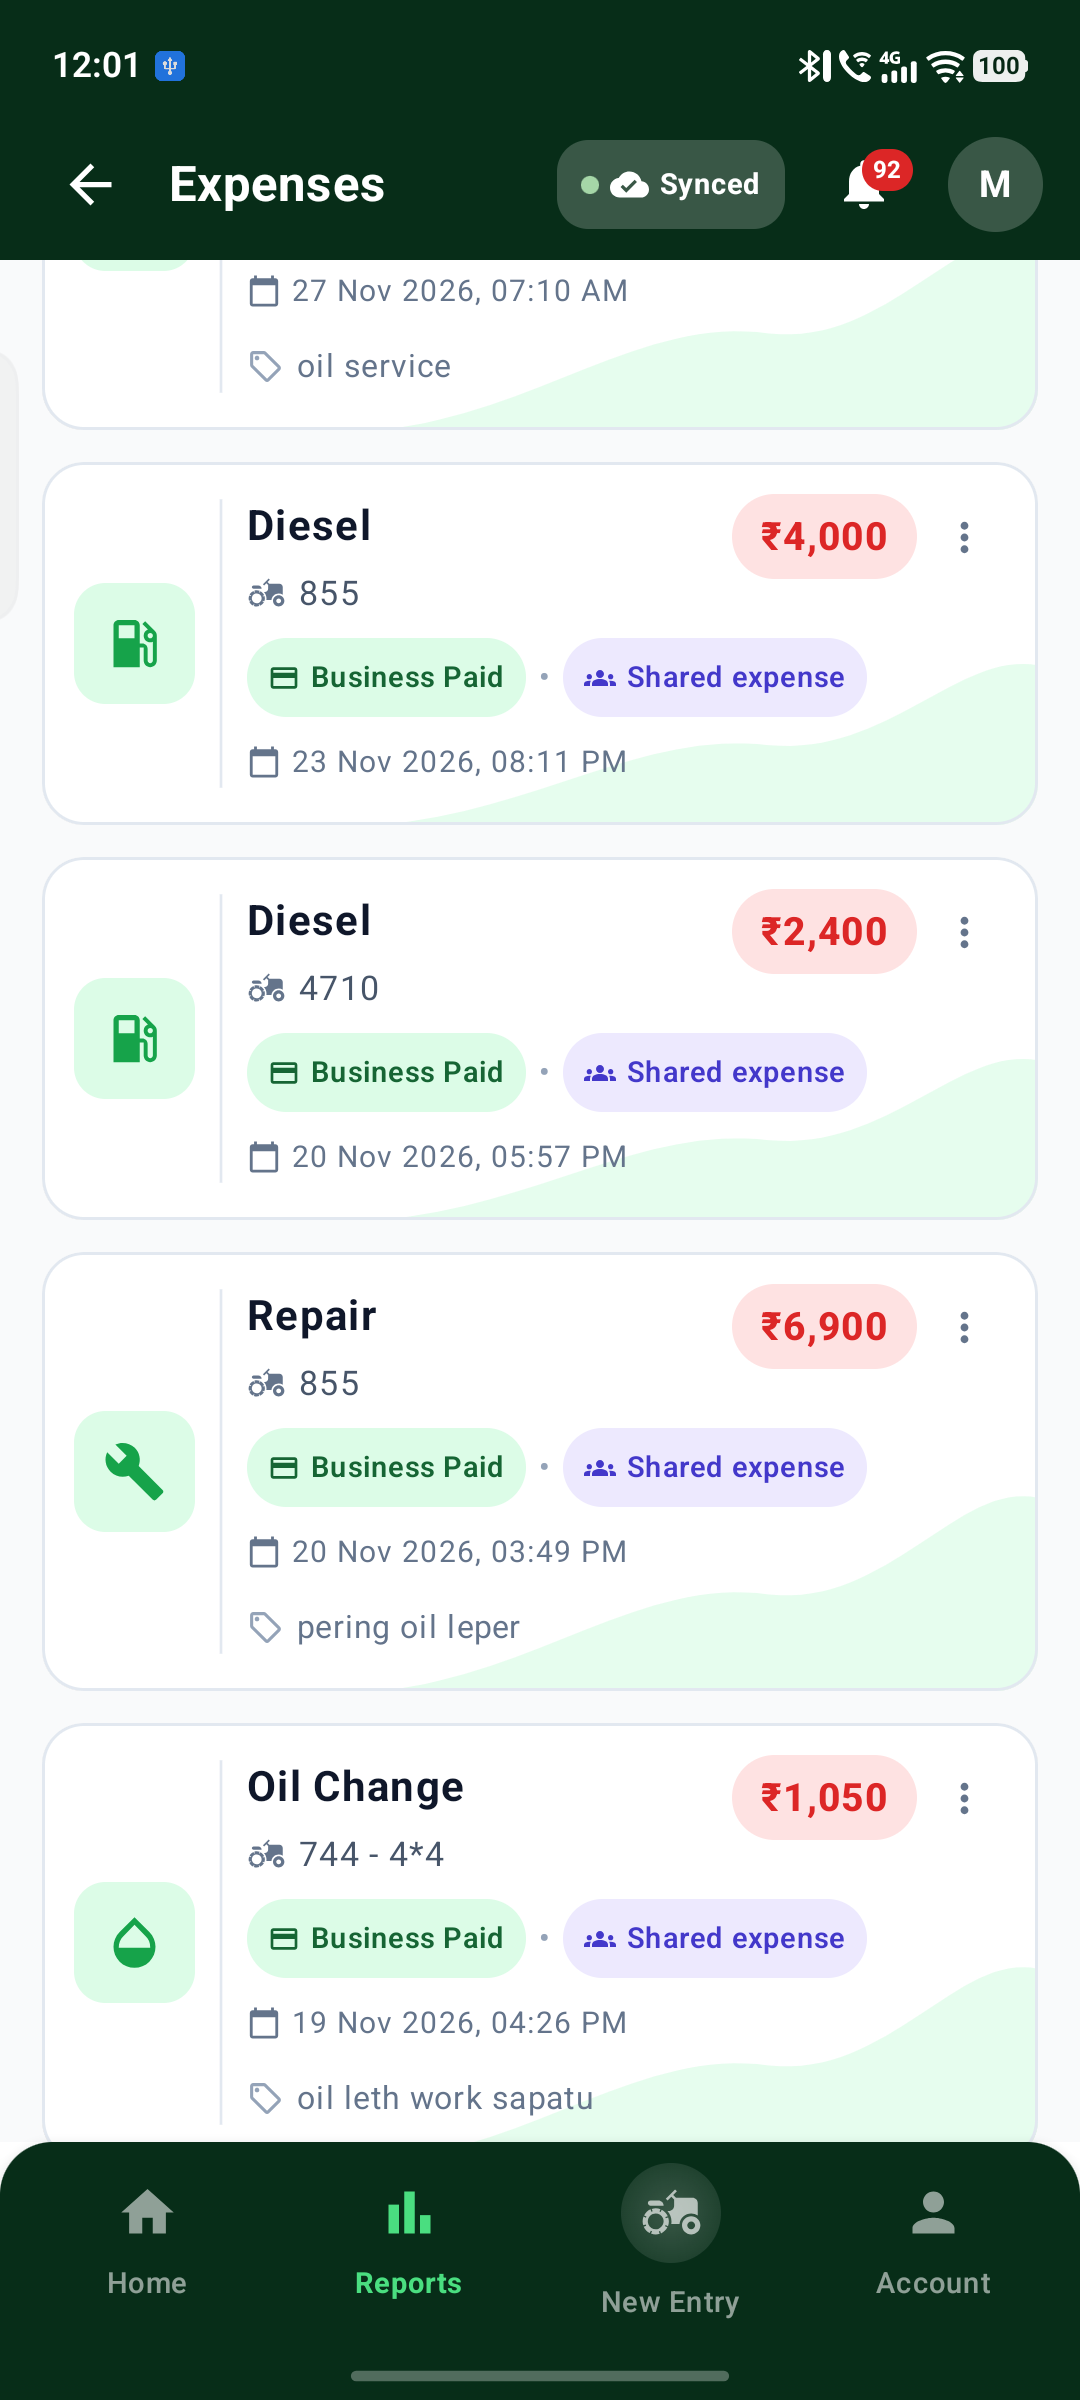 12:01
4G
100
Expenses
Synced
92
M
27 Nov 2026, 07:10 AM
oil service
Diesel
₹4,000
855
Business Paid
•
Shared expense
23 Nov 2026, 08:11 PM
Diesel
₹2,400
4710
Business Paid
•
Shared expense
20 Nov 2026, 05:57 PM
Repair
₹6,900
855
Business Paid
•
Shared expense
20 Nov 2026, 03:49 PM
pering oil leper
Oil Change
₹1,050
744 - 4*4
Business Paid
•
Shared expense
19 Nov 2026, 04:26 PM
oil leth work sapatu
Home
Reports
New Entry
Account